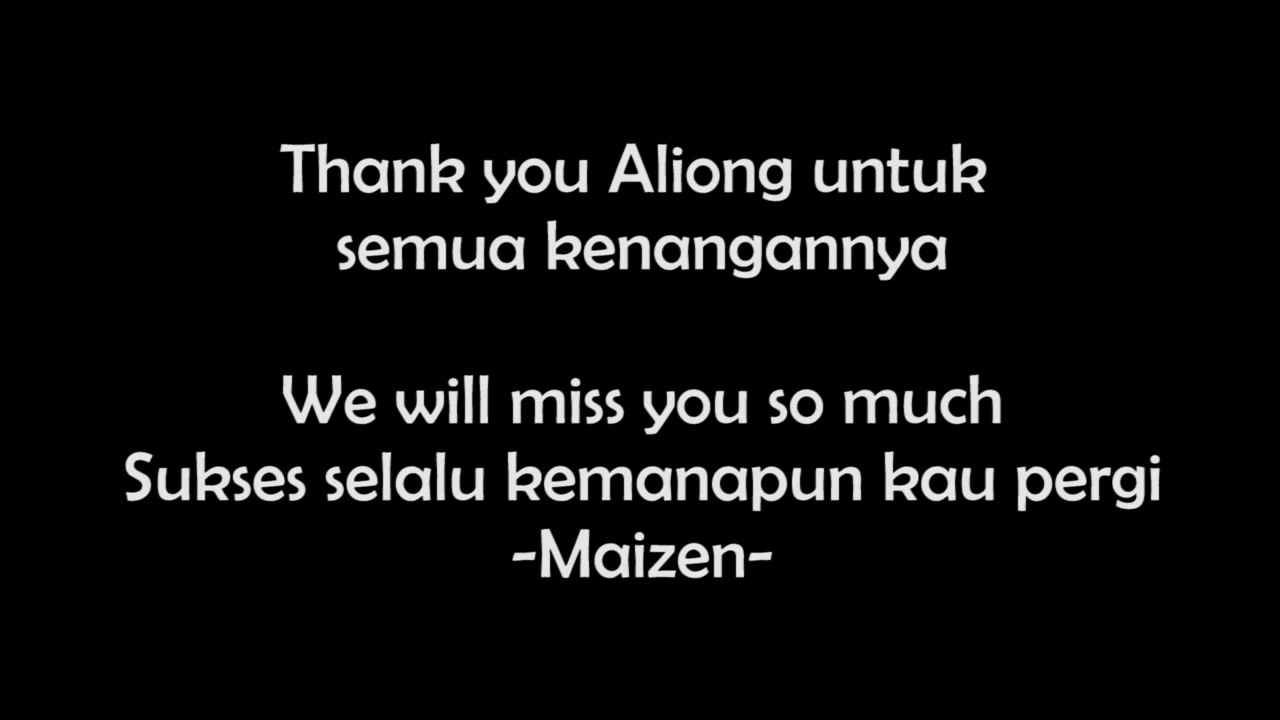 Thank you Aliong untuk
semua kenangannya
We will miss you so much
Sukses selalu kemanapun kau pergi
-Maizen-